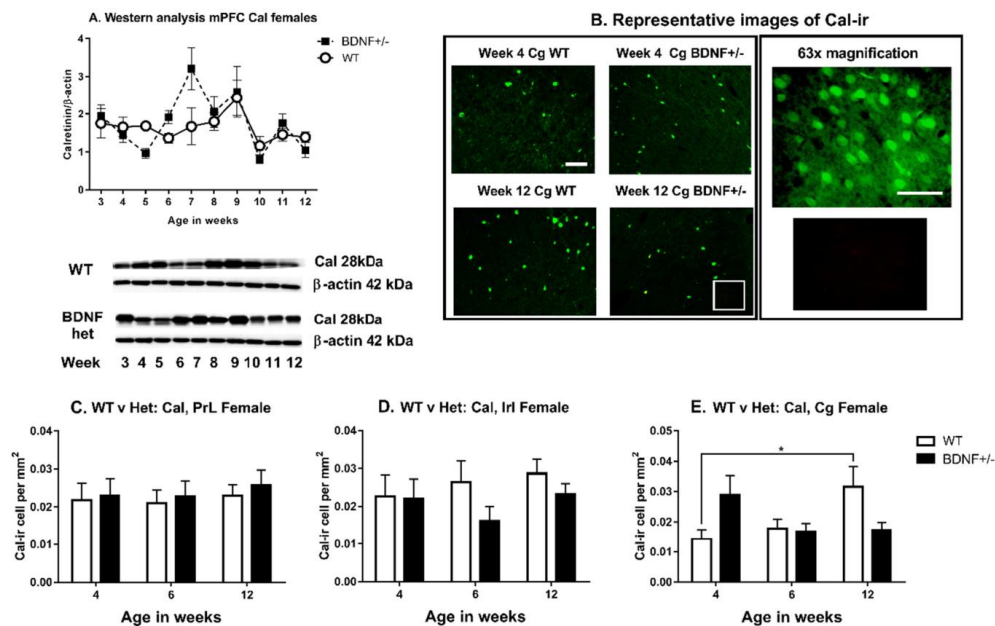 A. Western analysis mPFC Cal females
BDNF+/-
WT
Calretinin/β-actin
4
3
2
1
0
3 4 5 6 7 8 9 10 11 12
Age in weeks
WT
Cal 28kDa
β-actin 42 kDa
BDNF
het
Cal 28kDa
β-actin 42 kDa
Week 3 4 5 6 7 8 9 10 11 12
B. Representative images of Cal-ir
Week 4 Cg WT
Week 4 Cg BDNF+/-
63x magnification
Week 12 Cg WT
Week 12 Cg BDNF+/-
C. WT v Het: Cal, PrL Female
Cal-ir cell per mm²
0.04
0.03
0.02
0.01
0.00
4 6 12
Age in weeks
D. WT v Het: Cal, IrI Female
Cal-ir cell per mm²
0.04
0.03
0.02
0.01
0.00
4 6 12
Age in weeks
E. WT v Het: Cal, Cg Female
Cal-ir cell per mm²
0.05
0.04
0.03
0.02
0.01
0.00
*
4 6 12
Age in weeks
WT
BDNF+/-